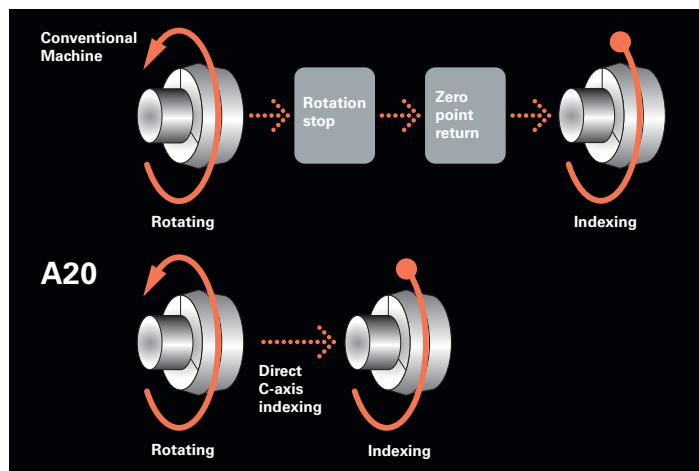 Conventional
Machine
Rotation
stop
Zero
point
return
Rotating
Indexing
A20
Direct
C-axis
indexing
Rotating
Indexing